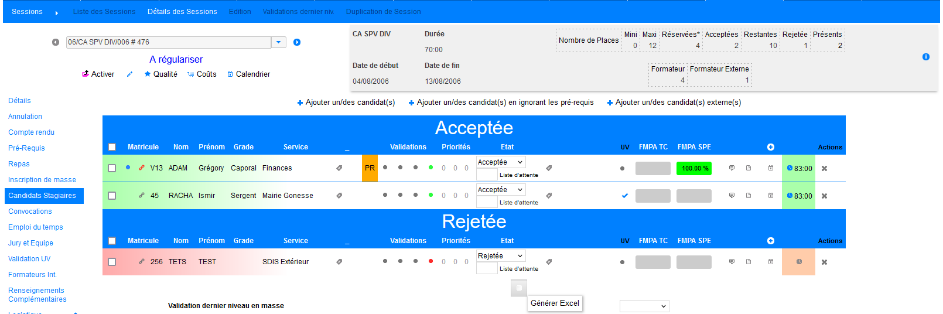 Sessions Liste des Sessions Détails des Sessions Edition Validations dernier niv. Duplication de Session
06/CA SPV DIV/006 # 476
A régulariser
Activer Qualité Coûts Calendrier
CA SPV DIV Durée
70:00
Date de début Date de fin
04/08/2006 13/08/2006
Nombre de Places Mini Maxi Réservées* Acceptées Restantes Rejetée Présents
0 12 4 2 10 1 2
Formateur Formateur Externe
4 1
Ajouter un/des candidat(s) Ajouter un/des candidat(s) en ignorant les pré-requis Ajouter un/des candidat(s) externe(s)
Détails
Annulation
Compte rendu
Pré-Requis
Repas
Inscription de masse
Candidats Stagiaires
Convocations
Emploi du temps
Jury et Equipe
Validation UV
Formateurs Int
Renseignements
Complémentaires
Logistique
Acceptée
Matricule Nom Prénom Grade Service _ Validations Priorités Etat UV FMPA TC FMPA SPE Actions
V13 ADAM Grégory Caporal Finances PR 0 0 0 Acceptée 100.00 % 83:00
Liste d'attente
45 RACHA Ismir Sergent Mairie Gonesse 0 0 0 Acceptée 83:00
Liste d'attente
Rejetée
Matricule Nom Prénom Grade Service _ Validations Priorités Etat UV FMPA TC FMPA SPE Actions
256 TETS TEST SDIS Extérieur 0 0 0 Rejetée
Liste d'attente
Générer Excel
Validation dernier niveau en masse